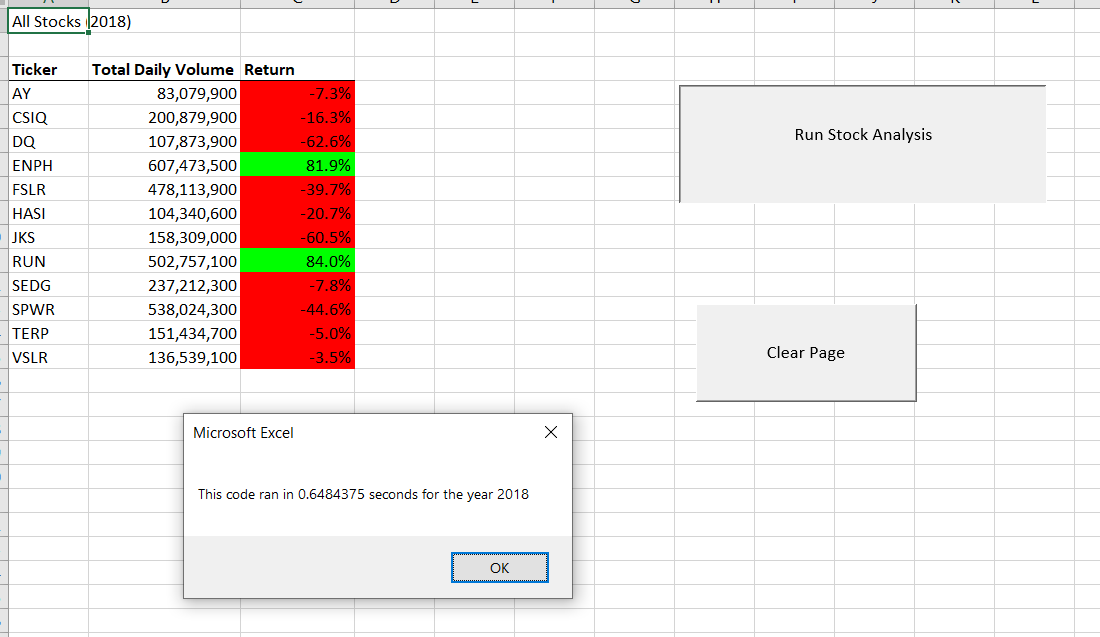 All Stocks (2018)
Ticker Total Daily Volume Return
AY 83,079,900 -7.3%
CSIQ 200,879,900 -16.3%
DQ 107,873,900 -62.6%
ENPH 607,473,500 81.9%
FSLR 478,113,900 -39.7%
HASI 104,340,600 -20.7%
JKS 158,309,000 -60.5%
RUN 502,757,100 84.0%
SEDG 237,212,300 -7.8%
SPWR 538,024,300 -44.6%
TERP 151,434,700 -5.0%
VSLR 136,539,100 -3.5%
Run Stock Analysis
Clear Page
Microsoft Excel
This code ran in 0.6484375 seconds for the year 2018
OK